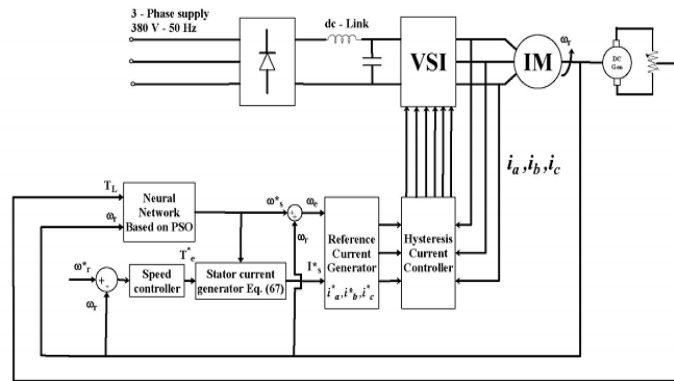 3 - Phase supply
380 V - 50 Hz
dc - Link
VSI
IM
ωr
DC
Gen
ia, ib, ic
TL
ωr
Neural
Network
Based on PSO
ω*s
+
-
ωe
ωr
Reference
Current
Generator
i*a, i*b, i*c
Hysteresis
Current
Controller
ω*r
+
-
ωr
Speed
controller
T*e
Stator current
generator Eq. (67)
I*s